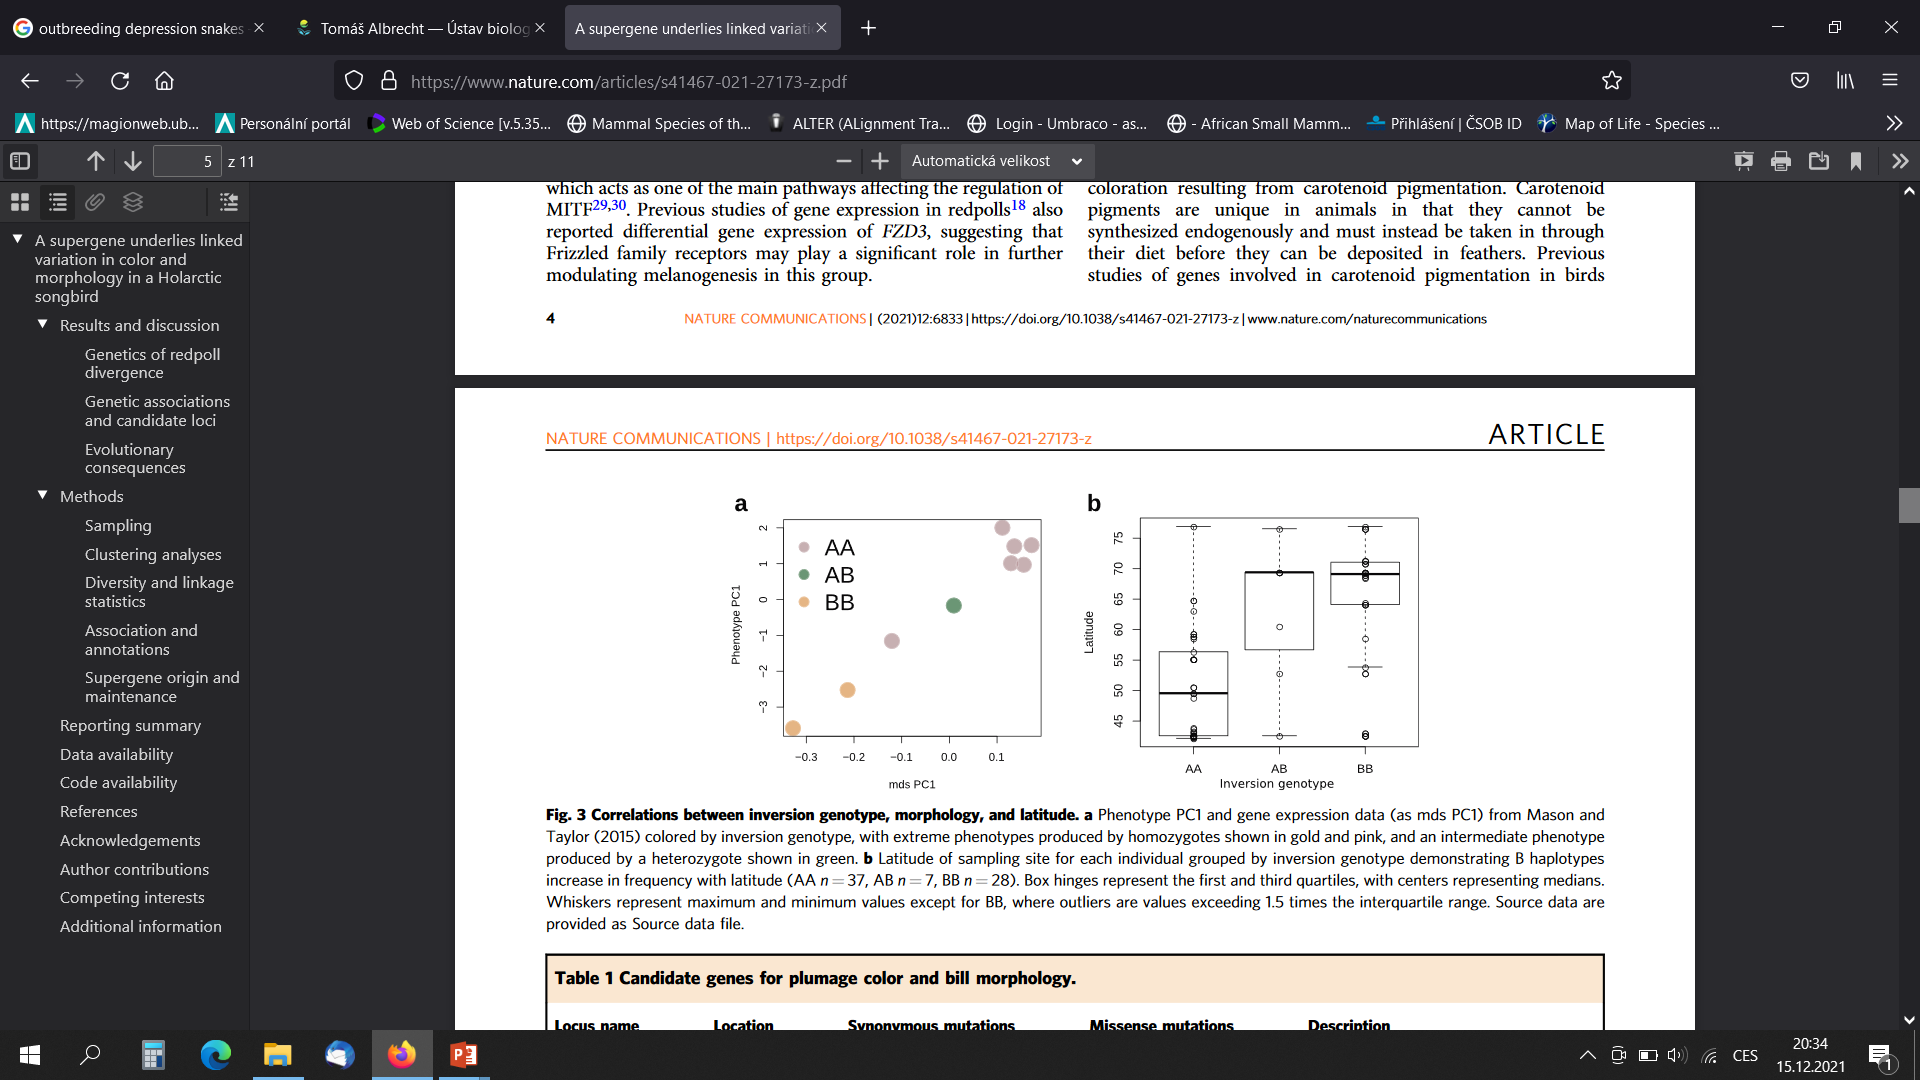 outbreeding depression snakes
Tomáš Albrecht — Ústav biolog
A supergene underlies linked variati
https://www.nature.com/articles/s41467-021-27173-z.pdf
https://magionweb.ub...
Personální portál
Web of Science [v.5.35...
Mammal Species of th...
ALTER (ALignment Tra...
Login - Umbraco - as...
- African Small Mamm...
Přihlášení | ČSOB ID
Map of Life - Species ...
5 z 11
Automatická velikost
A supergene underlies linked
variation in color and
morphology in a Holarctic
songbird
Results and discussion
Genetics of redpoll
divergence
Genetic associations
and candidate loci
Evolutionary
consequences
Methods
Sampling
Clustering analyses
Diversity and linkage
statistics
Association and
annotations
Supergene origin and
maintenance
Reporting summary
Data availability
Code availability
References
Acknowledgements
Author contributions
Competing interests
Additional information
which acts as one of the main pathways affecting the regulation of
MITF29,30. Previous studies of gene expression in redpolls18 also
reported differential gene expression of FZD3, suggesting that
Frizzled family receptors may play a significant role in further
modulating melanogenesis in this group.
coloration resulting from carotenoid pigmentation. Carotenoid
pigments are unique in animals in that they cannot be
synthesized endogenously and must instead be taken in through
their diet before they can be deposited in feathers. Previous
studies of genes involved in carotenoid pigmentation in birds
4
NATURE COMMUNICATIONS | (2021)12:6833 | https://doi.org/10.1038/s41467-021-27173-z | www.nature.com/naturecommunications
NATURE COMMUNICATIONS | https://doi.org/10.1038/s41467-021-27173-z
ARTICLE
a
Phenotype PC1
2
1
0
−1
−2
−3
AA
AB
BB
−0.3 −0.2 −0.1 0.0 0.1
mds PC1
b
Latitude
75
70
65
60
55
50
45
AA AB BB
Inversion genotype
Fig. 3 Correlations between inversion genotype, morphology, and latitude. a Phenotype PC1 and gene expression data (as mds PC1) from Mason and
Taylor (2015) colored by inversion genotype, with extreme phenotypes produced by homozygotes shown in gold and pink, and an intermediate phenotype
produced by a heterozygote shown in green. b Latitude of sampling site for each individual grouped by inversion genotype demonstrating B haplotypes
increase in frequency with latitude (AA n = 37, AB n = 7, BB n = 28). Box hinges represent the first and third quartiles, with centers representing medians.
Whiskers represent maximum and minimum values except for BB, where outliers are values exceeding 1.5 times the interquartile range. Source data are
provided as Source data file.
Table 1 Candidate genes for plumage color and bill morphology.
Locus name Location Synonymous mutations Missense mutations Description
CES
20:34
15.12.2021
1